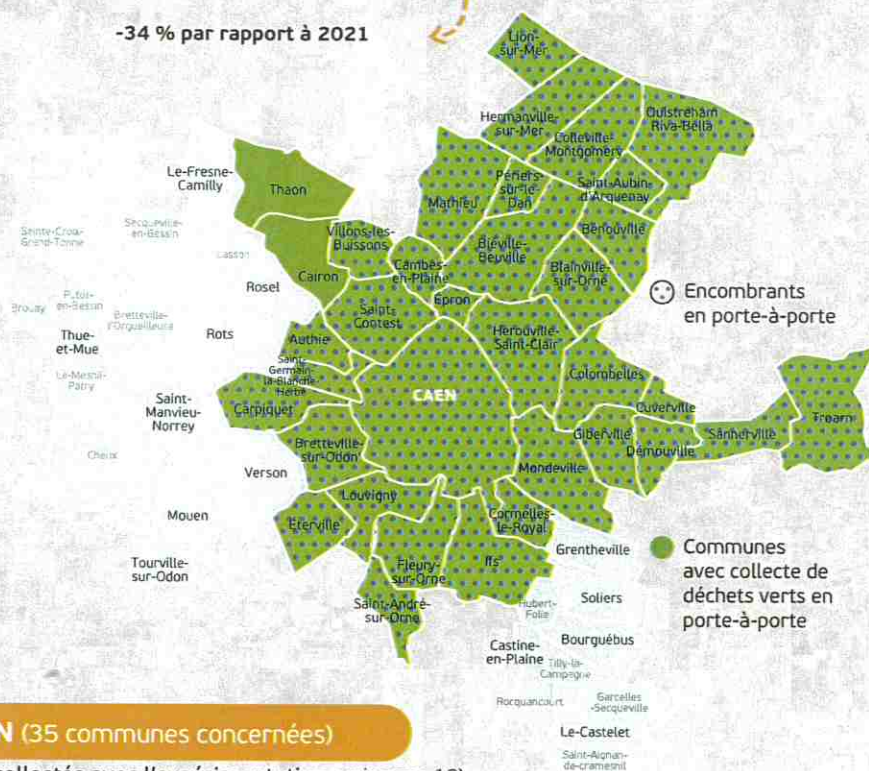 -34 % par rapport à 2021
Lion-
sur-Mer
Hermanville-
sur-Mer
Colleville-
Montgomery
Ouistreham
Riva-Bella
Le-Fresne-
Camilly
Thaon
Mathieu
Périers-
sur-le-
Dan
Saint-Aubin-
d'Arquenay
Bénouville
Sainte-Croix-
Grand-Tonne
Secqueville-
en-Bessin
Lasson
Villons-les-
Buissons
Cambes-
en-Plaine
Biéville-
Beuville
Blainville-
sur-Orne
Cairon
Rosel
Epron
Encombrants
en porte-à-porte
Brouay
Putot-
en-Bessin
Bretteville-
l'Orgueilleuse
Thue-
et-Mue
Rots
Saint-
Contest
Authie
Hérouville-
Saint-Clair
Le-Mesnil-
Patry
Saint-
Germain-
la-Blanche-
Herbe
Colombelles
Saint-
Manvieu-
Norrey
Carpiquet
CAEN
Cuverville
Troarn
Cheux
Bretteville-
sur-Odon
Giberville
Démouville
Sannerville
Verson
Mondeville
Louvigny
Mouen
Eterville
Cormelles-
le-Royal
Grentheville
Communes
avec collecte de
déchets verts en
porte-à-porte
Tourville-
sur-Odon
Fleury-
sur-Orne
Ifs
Soliers
Saint-André-
sur-Orne
Hubert-
Folie
Bourguébus
Castine-
en-Plaine
Tilly-la-
Campagne
Rocquancourt
Garcelles
-Secqueville
Le-Castelet
Saint-Aignan-
de-cramesnil
N (35 communes concernées)